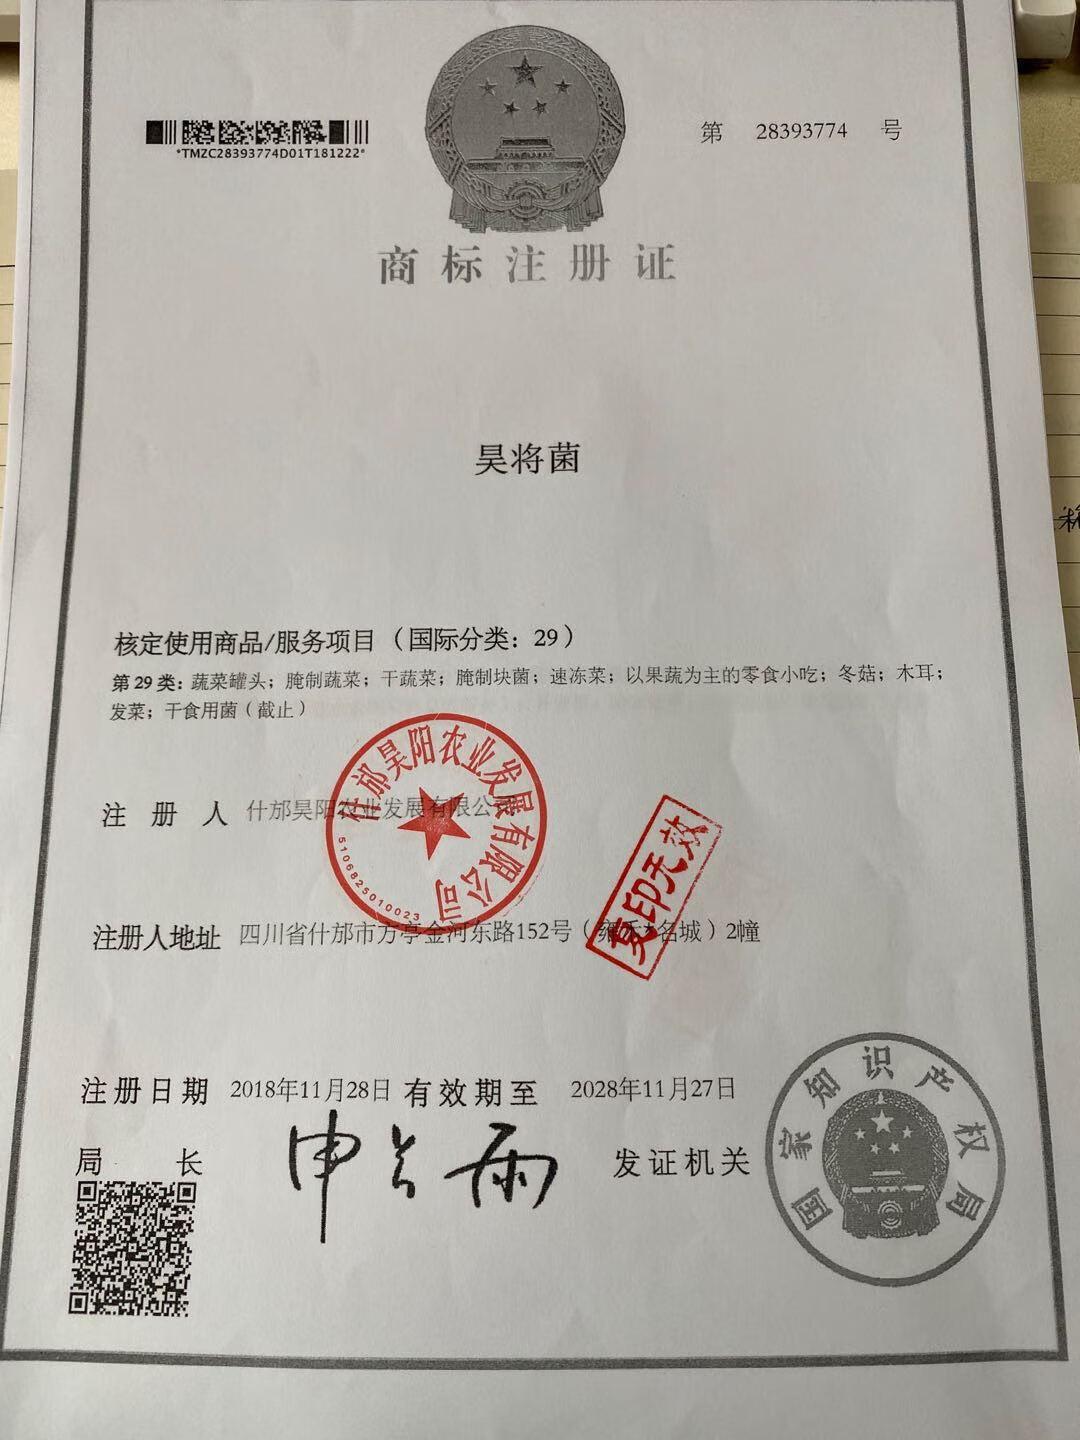 *TMZC28393774D01T181222*
第 28393774 号
商标注册证
昊将菌
核定使用商品/服务项目（国际分类：29）
第29类：蔬菜罐头；腌制蔬菜；干蔬菜；腌制块菌；速冻菜；以果蔬为主的零食小吃；冬菇；木耳；
发菜；干食用菌（截止）
注册人 什邡昊阳农业发展有限公司
什邡昊阳农业发展有限公司
5106825010023
复印无效
注册人地址 四川省什邡市方亭金河东路152号（雍禾*名城）2幢
注册日期 2018年11月28日 有效期至 2028年11月27日
局长 申长雨 发证机关
国家知识产权局